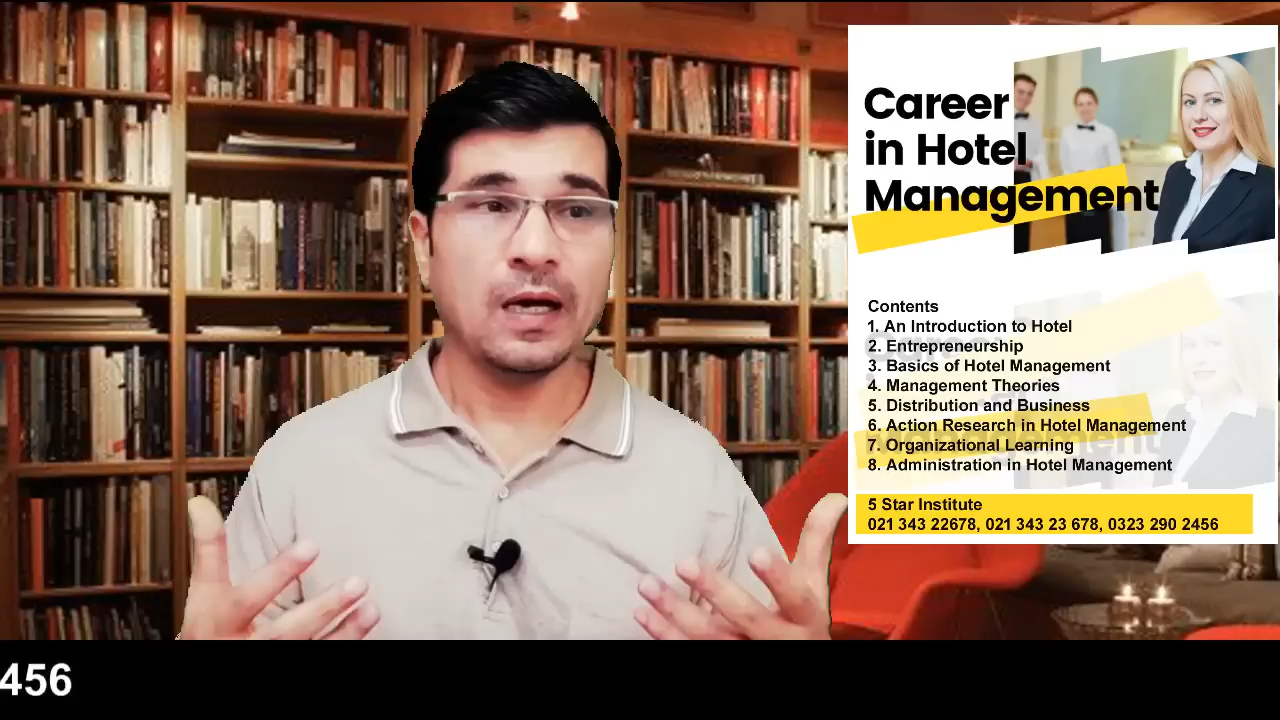 Career
in Hotel
Management
Contents
1. An Introduction to Hotel
2. Entrepreneurship
3. Basics of Hotel Management
4. Management Theories
5. Distribution and Business
6. Action Research in Hotel Management
7. Organizational Learning
8. Administration in Hotel Management
5 Star Institute
021 343 22678, 021 343 23 678, 0323 290 2456
456